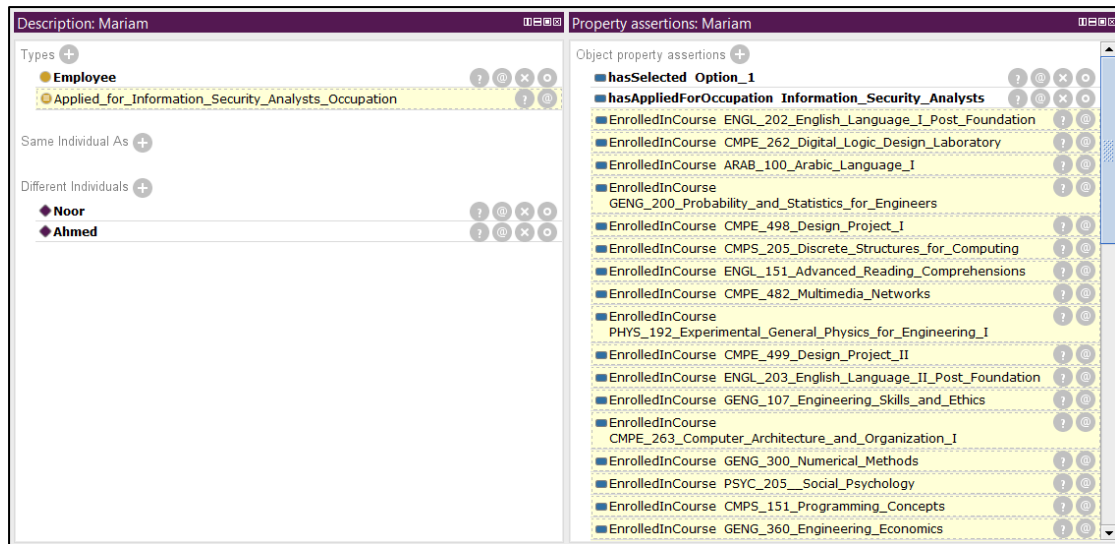 Description: Mariam
Types
Employee
Applied_for_Information_Security_Analysts_Occupation
Same Individual As
Different Individuals
Noor
Ahmed
Property assertions: Mariam
Object property assertions
hasSelected Option_1
hasAppliedForOccupation Information_Security_Analysts
EnrolledInCourse ENGL_202_English_Language_I_Post_Foundation
EnrolledInCourse CMPE_262_Digital_Logic_Design_Laboratory
EnrolledInCourse ARAB_100_Arabic_Language_I
EnrolledInCourse
GENG_200_Probability_and_Statistics_for_Engineers
EnrolledInCourse CMPE_498_Design_Project_I
EnrolledInCourse CMPS_205_Discrete_Structures_for_Computing
EnrolledInCourse ENGL_151_Advanced_Reading_Comprehensions
EnrolledInCourse CMPE_482_Multimedia_Networks
EnrolledInCourse
PHYS_192_Experimental_General_Physics_for_Engineering_I
EnrolledInCourse CMPE_499_Design_Project_II
EnrolledInCourse ENGL_203_English_Language_II_Post_Foundation
EnrolledInCourse GENG_107_Engineering_Skills_and_Ethics
EnrolledInCourse
CMPE_263_Computer_Architecture_and_Organization_I
EnrolledInCourse GENG_300_Numerical_Methods
EnrolledInCourse PSYC_205__Social_Psychology
EnrolledInCourse CMPS_151_Programming_Concepts
EnrolledInCourse GENG_360_Engineering_Economics